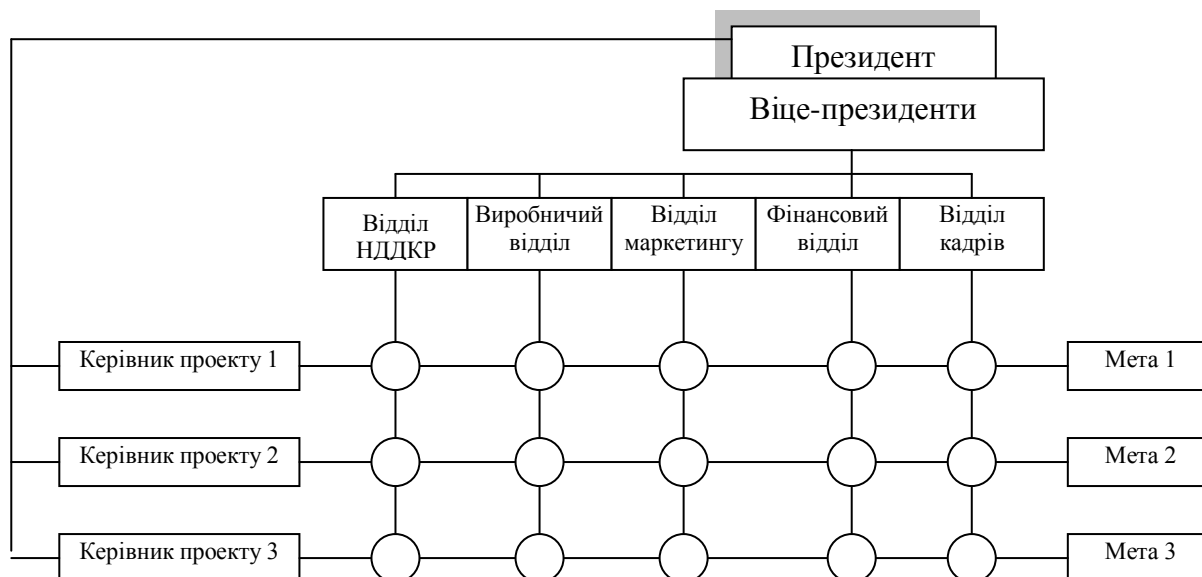 Президент
Віце-президенти
Відділ
НДДКР
Виробничий
відділ
Відділ
маркетингу
Фінансовий
відділ
Відділ
кадрів
Керівник проекту 1
Мета 1
Керівник проекту 2
Мета 2
Керівник проекту 3
Мета 3